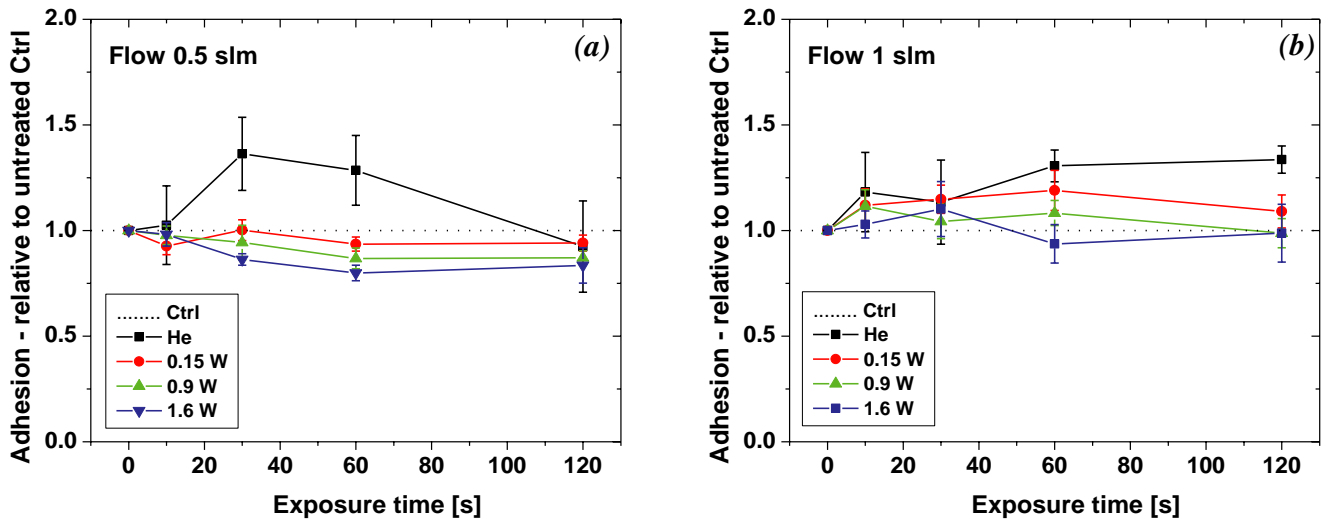 Adhesion - relative to untreated Ctrl
2.0
1.5
1.0
0.5
0.0
Flow 0.5 slm
(a)
........ Ctrl
He
0.15 W
0.9 W
1.6 W
0 20 40 60 80 100 120
Exposure time [s]
Adhesion - relative to untreated Ctrl
2.0
1.5
1.0
0.5
0.0
Flow 1 slm
(b)
........ Ctrl
He
0.15 W
0.9 W
1.6 W
0 20 40 60 80 100 120
Exposure time [s]